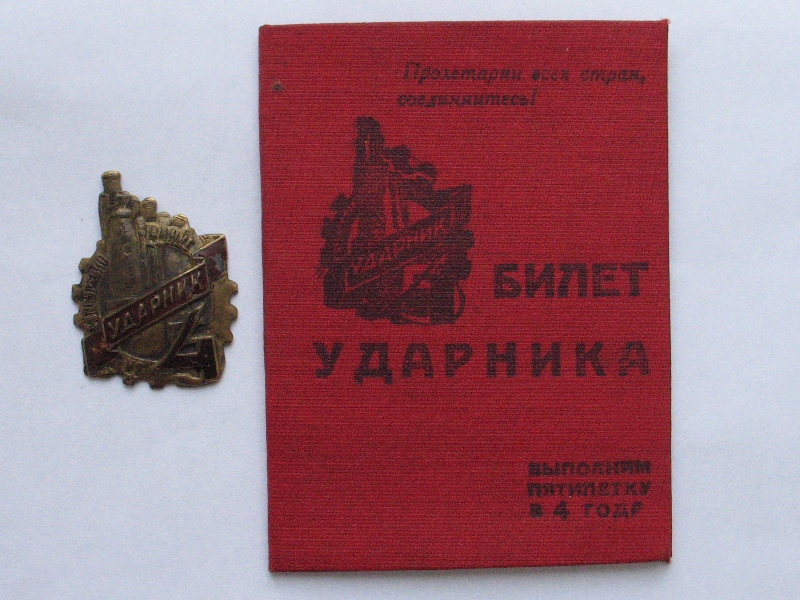 УДАРНИК
Пролетарии всех стран,
соединяйтесь!
УДАРНИК
БИЛЕТ
УДАРНИКА
ВЫПОЛНИМ
ПЯТИЛЕТКУ
В 4 ГОДА